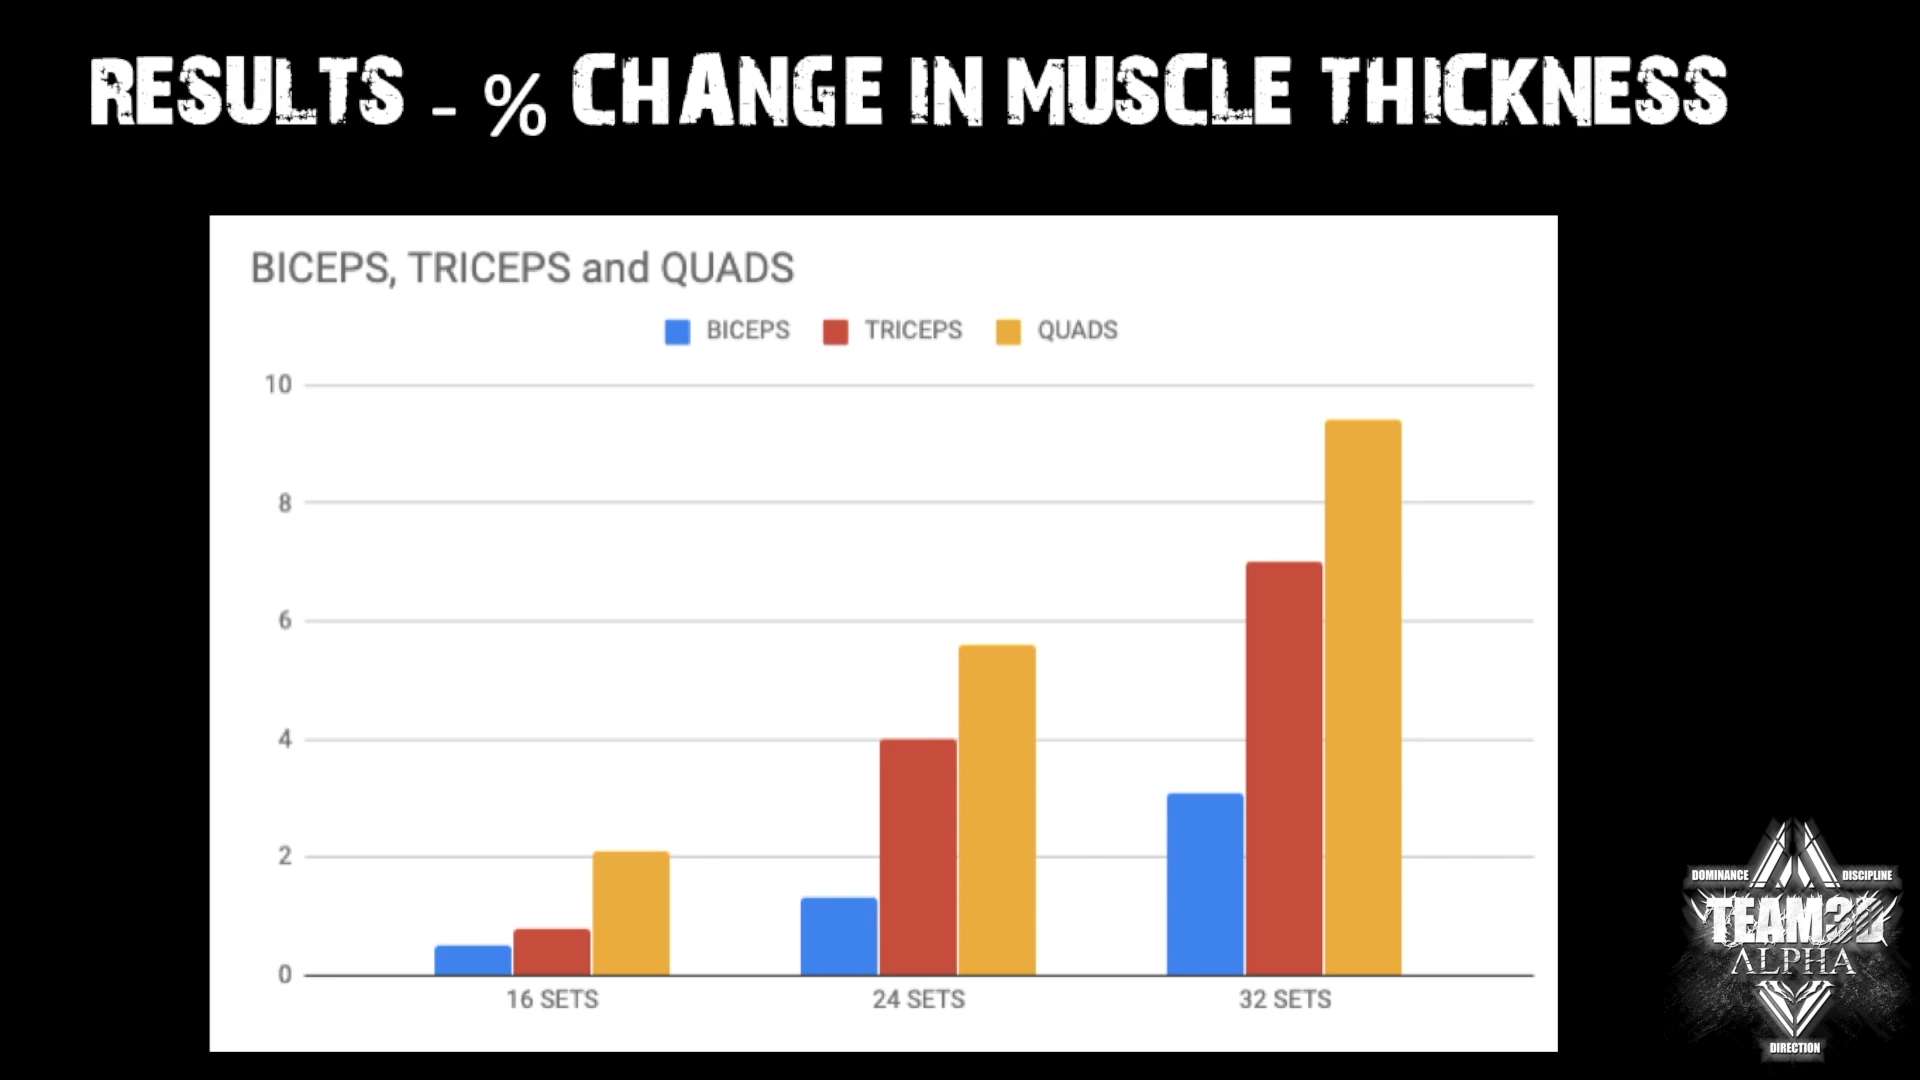 RESULTS - % CHANGE IN MUSCLE THICKNESS
BICEPS, TRICEPS and QUADS
BICEPS TRICEPS QUADS
10
8
6
4
2
0
16 SETS 24 SETS 32 SETS
DOMINANCE DISCIPLINE
TEAM3D
ALPHA
DIRECTION